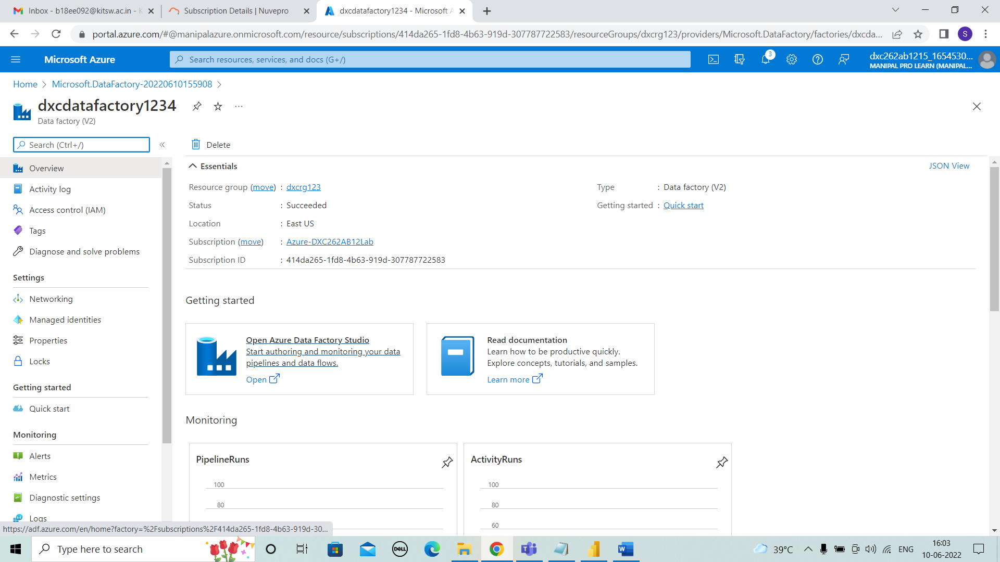 Inbox - b18ee092@kitsw.ac.in -
Subscription Details | Nuvepro
dxcdatafactory1234 - Microsoft A
portal.azure.com/#@manipalazure.onmicrosoft.com/resource/subscriptions/414da265-1fd8-4b63-919d-307787722583/resourceGroups/dxcrg123/providers/Microsoft.DataFactory/factories/dxcda...
S
Microsoft Azure
Search resources, services, and docs (G+/)
3
dxc262ab1215_1654530...
MANIPAL PRO LEARN (MANIPAL...
Home > Microsoft.DataFactory-20220610155908 >
dxcdatafactory1234
...
Data factory (V2)
Search (Ctrl+/)
«
Delete
Overview
Activity log
Access control (IAM)
Tags
Diagnose and solve problems
Settings
Networking
Managed identities
Properties
Locks
Getting started
Quick start
Monitoring
Alerts
Metrics
Diagnostic settings
Logs
Essentials
JSON View
Resource group (move) : dxcrg123
Status : Succeeded
Location : East US
Subscription (move) : Azure-DXC262AB12Lab
Subscription ID : 414da265-1fd8-4b63-919d-307787722583
Type : Data factory (V2)
Getting started : Quick start
Getting started
Open Azure Data Factory Studio
Start authoring and monitoring your data
pipelines and data flows.
Open
Read documentation
Learn how to be productive quickly.
Explore concepts, tutorials, and samples.
Learn more
Monitoring
PipelineRuns
100
80
ActivityRuns
100
80
60
https://adf.azure.com/en/home?factory=%2Fsubscriptions%2F414da265-1fd8-4b63-919d-30...
Type here to search
DELL
39°C
ENG
16:03
10-06-2022